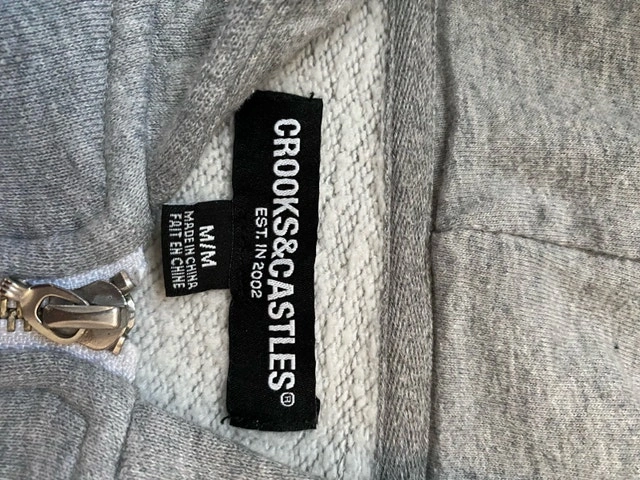 CROOKS&CASTLES®
EST. IN 2002
M/M
MADE IN CHINA
FAIT EN CHINE